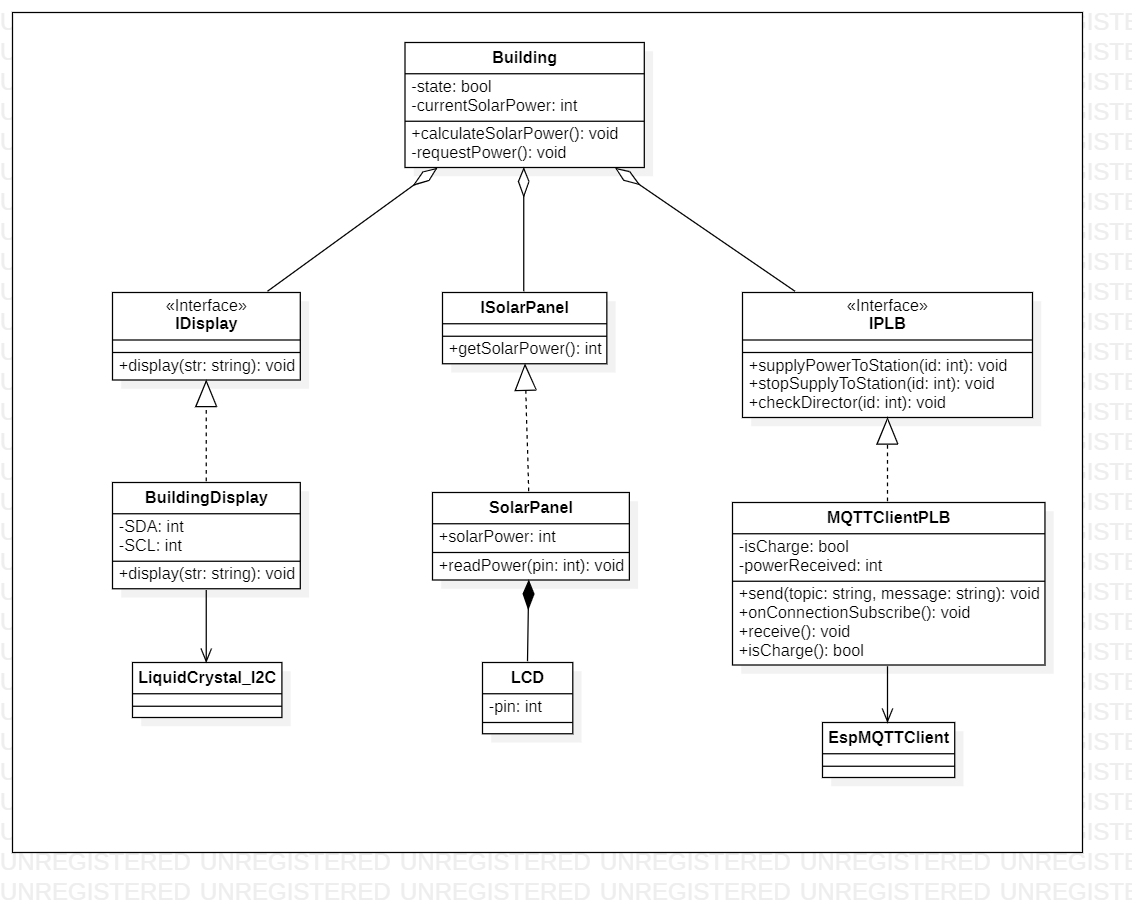 Building
-state: bool
-currentSolarPower: int
+calculateSolarPower(): void
-requestPower(): void
«Interface»
IDisplay
+display(str: string): void
ISolarPanel
+getSolarPower(): int
«Interface»
IPLB
+supplyPowerToStation(id: int): void
+stopSupplyToStation(id: int): void
+checkDirector(id: int): void
BuildingDisplay
-SDA: int
-SCL: int
+display(str: string): void
SolarPanel
+solarPower: int
+readPower(pin: int): void
MQTTClientPLB
-isCharge: bool
-powerReceived: int
+send(topic: string, message: string): void
+onConnectionSubscribe(): void
+receive(): void
+isCharge(): bool
LiquidCrystal_I2C
LCD
-pin: int
EspMQTTClient
UNREGISTERED UNREGISTERED UNREGISTERED UNREGISTERED UNREGISTERED
UNREGISTERED UNREGISTERED UNREGISTERED UNREGISTERED UNREGISTERED